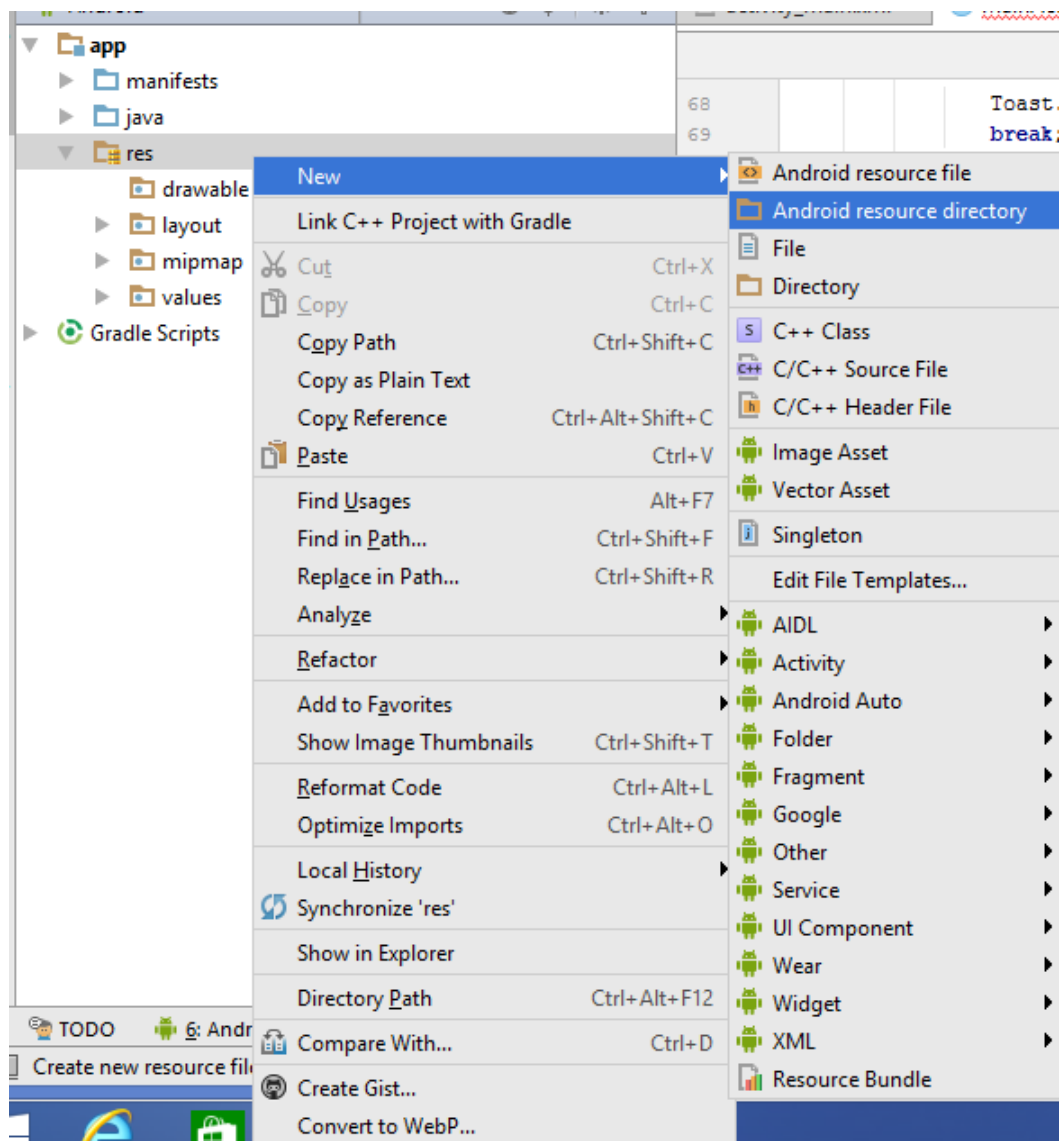 app
manifests
java
68
Toast.
69
break;
res
drawable
layout
mipmap
values
Gradle Scripts
New
Link C++ Project with Gradle
Cut Ctrl+X
Copy Ctrl+C
Copy Path Ctrl+Shift+C
Copy as Plain Text
Copy Reference Ctrl+Alt+Shift+C
Paste Ctrl+V
Find Usages Alt+F7
Find in Path... Ctrl+Shift+F
Replace in Path... Ctrl+Shift+R
Analyze
Refactor
Add to Favorites
Show Image Thumbnails Ctrl+Shift+T
Reformat Code Ctrl+Alt+L
Optimize Imports Ctrl+Alt+O
Local History
Synchronize 'res'
Show in Explorer
Directory Path Ctrl+Alt+F12
Compare With... Ctrl+D
Create Gist...
Convert to WebP...
Android resource file
Android resource directory
File
Directory
S C++ Class
C++ C/C++ Source File
h C/C++ Header File
Image Asset
Vector Asset
J Singleton
Edit File Templates...
AIDL
Activity
Android Auto
Folder
Fragment
Google
Other
Service
UI Component
Wear
Widget
XML
Resource Bundle
TODO 6: Andr
Create new resource fil